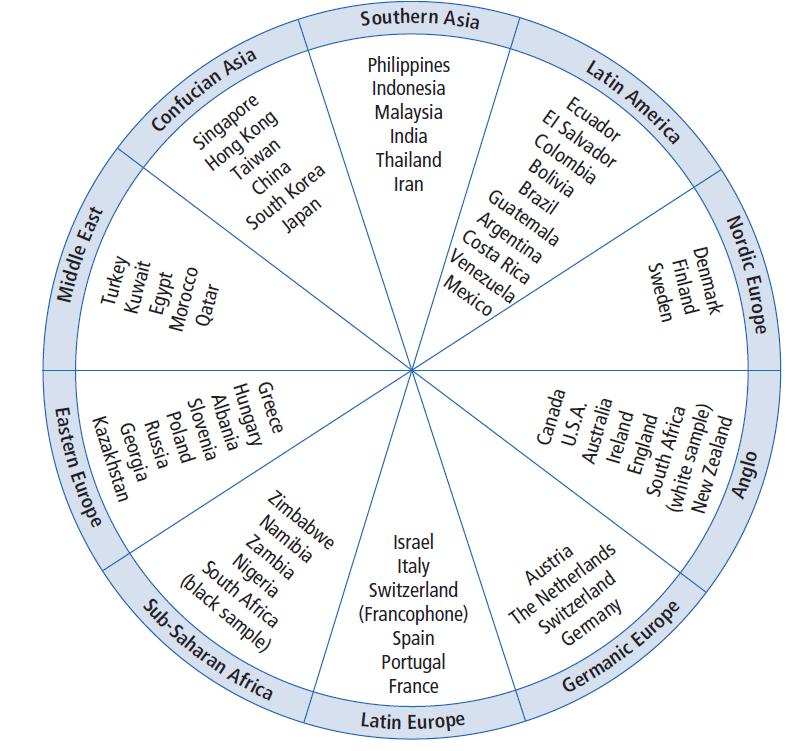 Southern Asia
Philippines
Indonesia
Malaysia
India
Thailand
Iran
Latin America
Ecuador
El Salvador
Colombia
Bolivia
Brazil
Guatemala
Argentina
Costa Rica
Venezuela
Mexico
Nordic Europe
Denmark
Finland
Sweden
Anglo
Canada
U.S.A.
Australia
Ireland
England
South Africa
(white sample)
New Zealand
Germanic Europe
Austria
The Netherlands
Switzerland
Germany
Latin Europe
Israel
Italy
Switzerland
(Francophone)
Spain
Portugal
France
Sub-Saharan Africa
Zimbabwe
Namibia
Zambia
Nigeria
South Africa
(black sample)
Eastern Europe
Greece
Hungary
Albania
Slovenia
Poland
Russia
Georgia
Kazakhstan
Middle East
Turkey
Kuwait
Egypt
Morocco
Qatar
Confucian Asia
Singapore
Hong Kong
Taiwan
China
South Korea
Japan